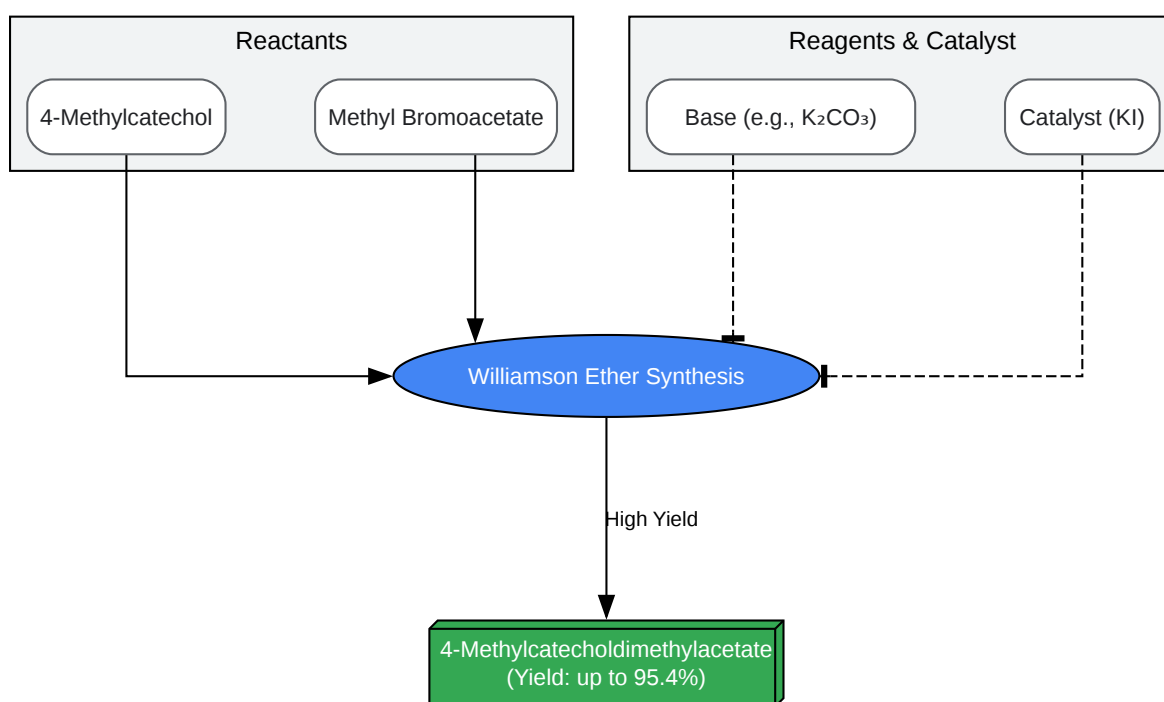 Reactants
Reagents & Catalyst
4-Methylcatechol
Methyl Bromoacetate
Base (e.g., K₂CO₃)
Catalyst (KI)
Williamson Ether Synthesis
High Yield
4-Methylcatecholdimethylacetate
(Yield: up to 95.4%)